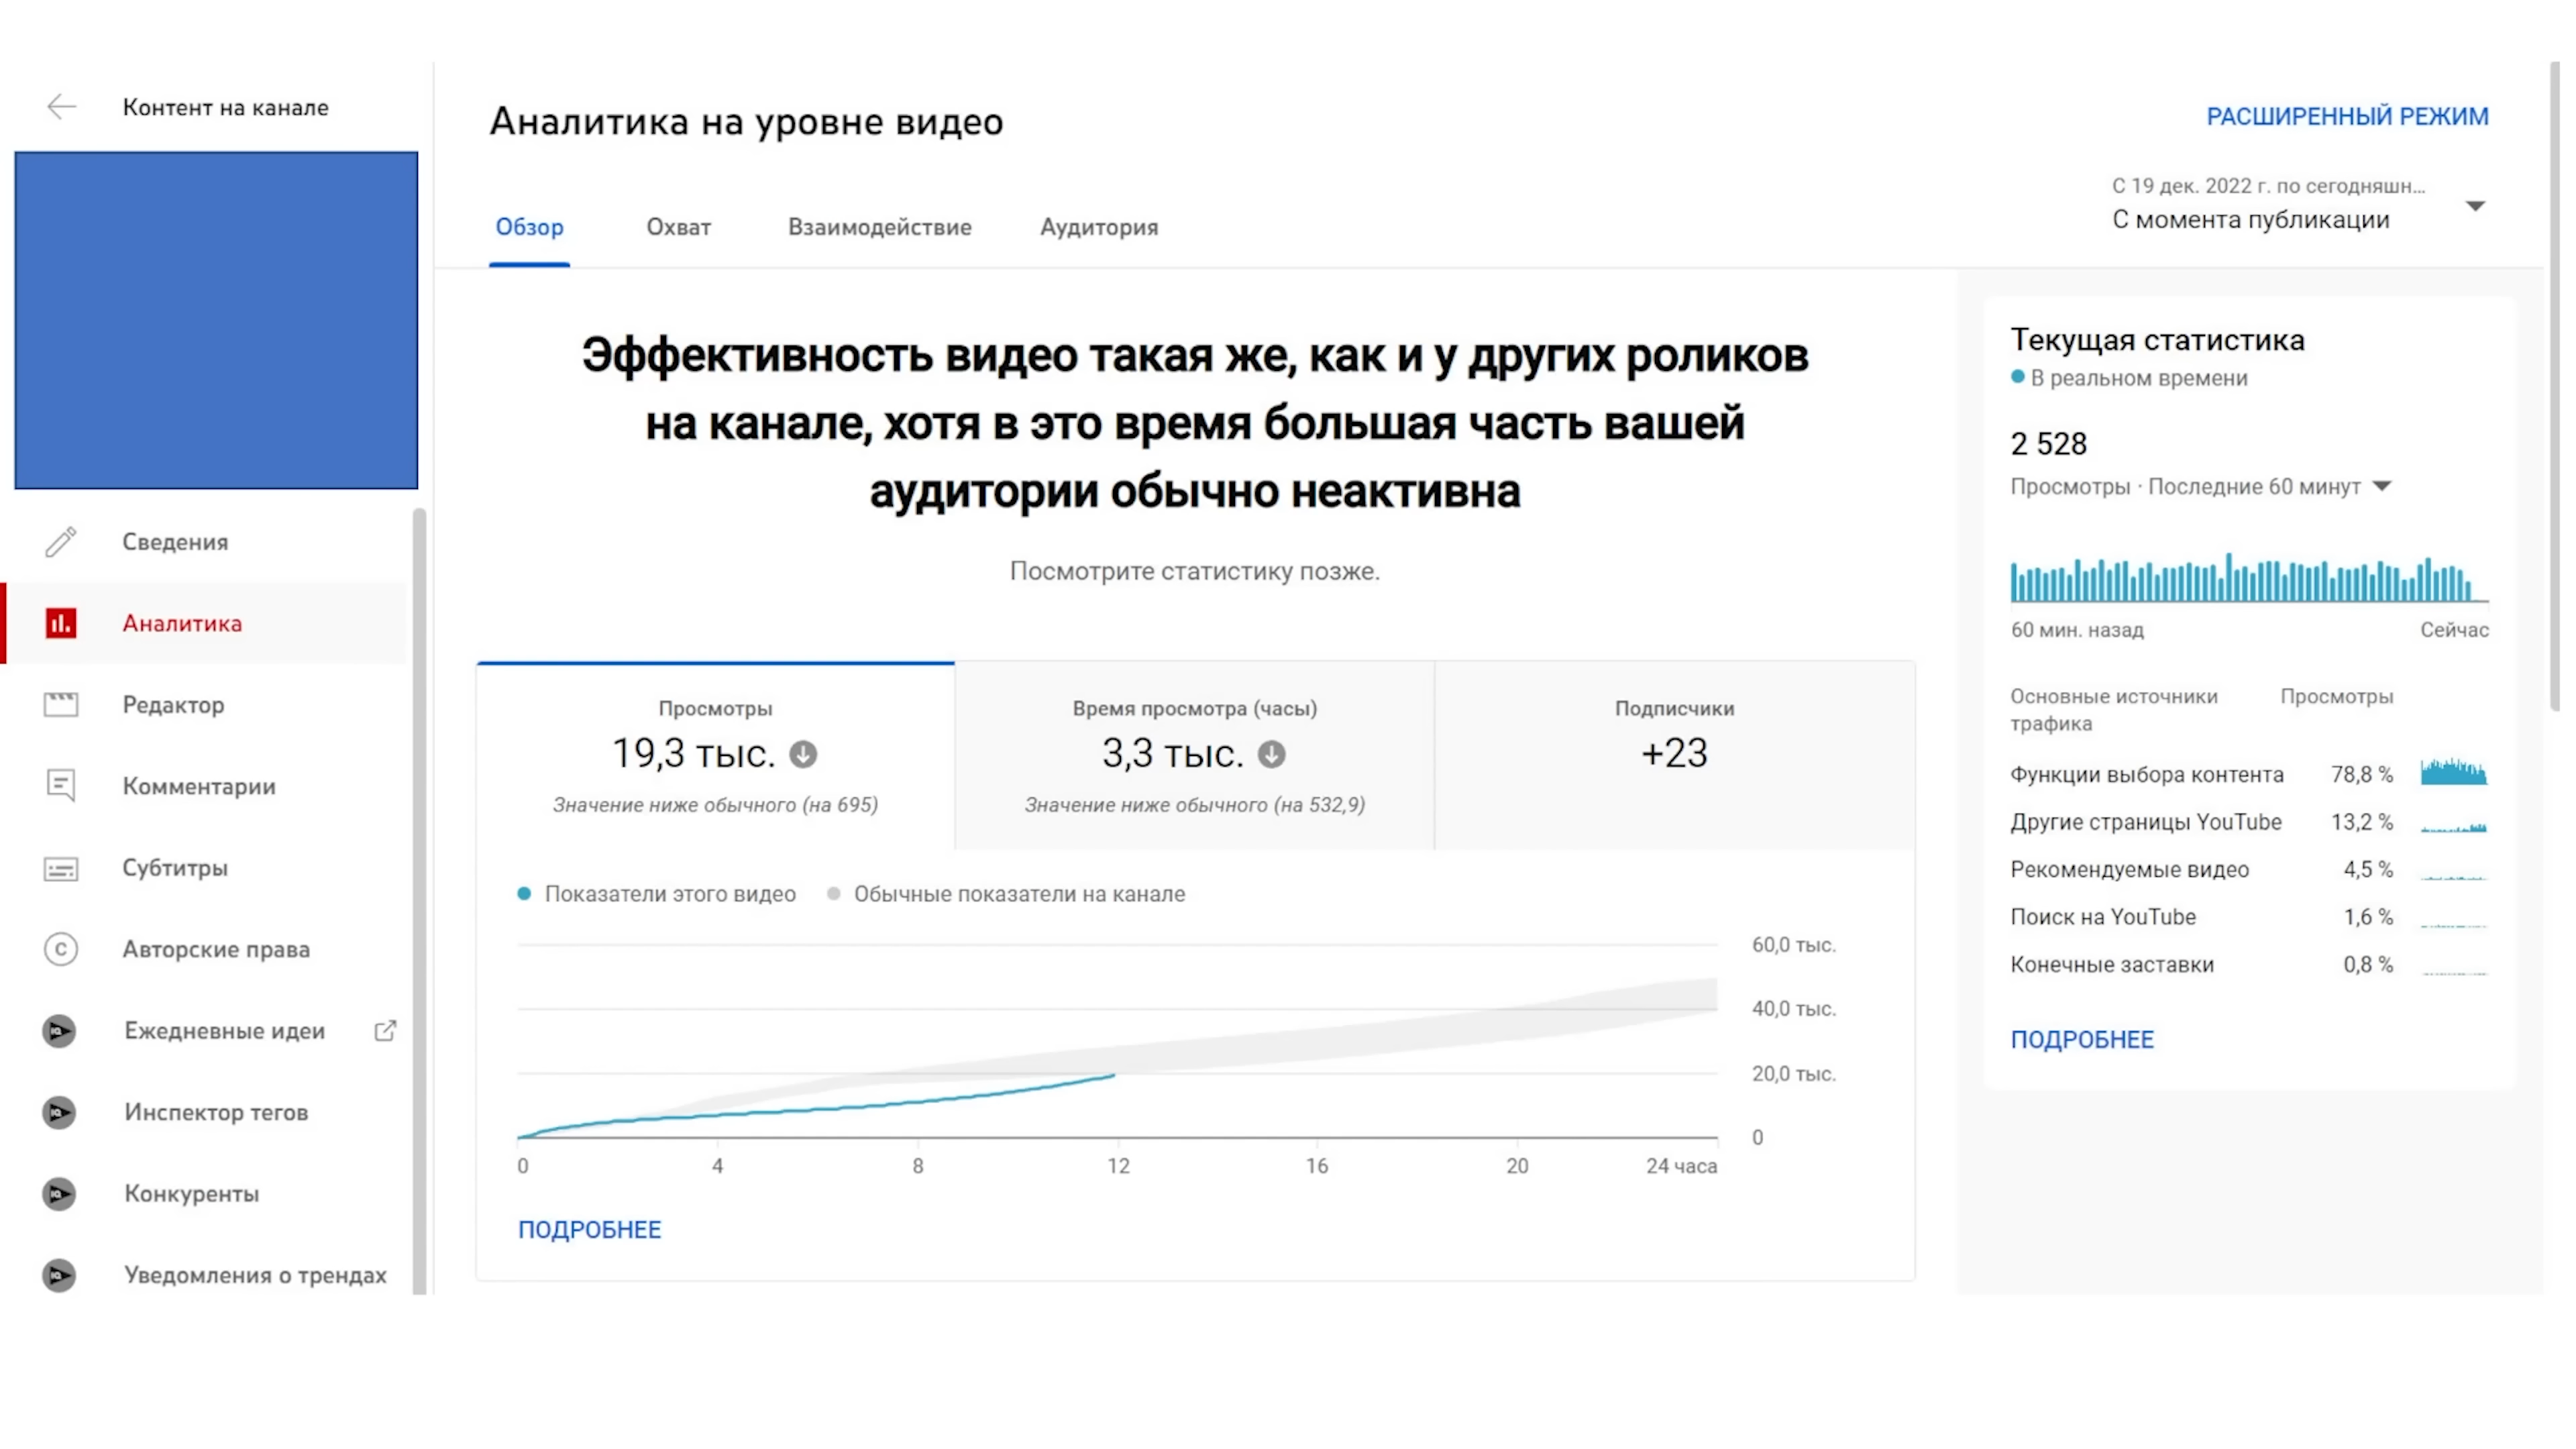 Контент на канале
Сведения
Аналитика
Редактор
Комментарии
Субтитры
Авторские права
Ежедневные идеи
Инспектор тегов
Конкуренты
Уведомления о трендах
Аналитика на уровне видео
РАСШИРЕННЫЙ РЕЖИМ
С 19 дек. 2022 г. по сегодняшн...
С момента публикации
Обзор Охват Взаимодействие Аудитория
Эффективность видео такая же, как и у других роликов
на канале, хотя в это время большая часть вашей
аудитории обычно неактивна
Посмотрите статистику позже.
Просмотры
19,3 тыс.
Значение ниже обычного (на 695)
Время просмотра (часы)
3,3 тыс.
Значение ниже обычного (на 532,9)
Подписчики
+23
Показатели этого видео Обычные показатели на канале
60,0 тыс.
40,0 тыс.
20,0 тыс.
0
0 4 8 12 16 20 24 часа
ПОДРОБНЕЕ
Текущая статистика
В реальном времени
2 528
Просмотры · Последние 60 минут
60 мин. назад Сейчас
Основные источники Просмотры
трафика
Функции выбора контента 78,8 %
Другие страницы YouTube 13,2 %
Рекомендуемые видео 4,5 %
Поиск на YouTube 1,6 %
Конечные заставки 0,8 %
ПОДРОБНЕЕ